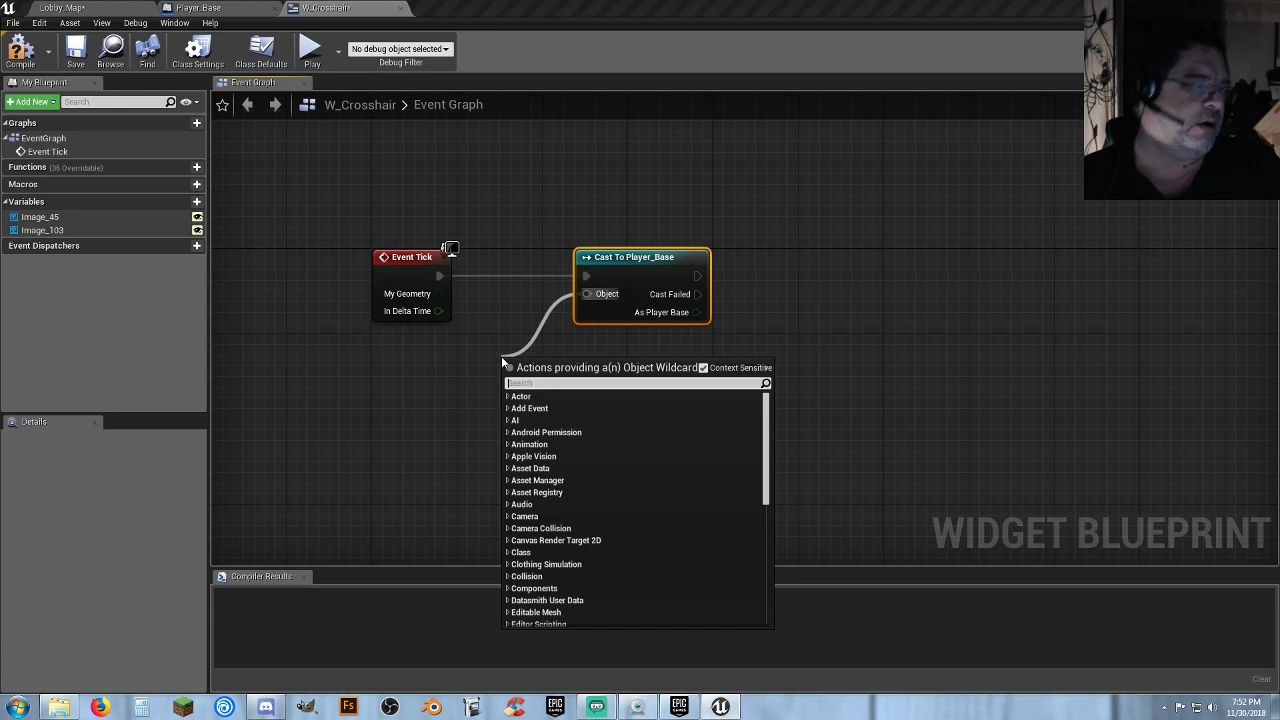 Lobby_Map*
Player_Base
W_Crosshair*
File Edit Asset View Debug Window Help
Compile Save Browse Find Class Settings Class Defaults Play
No debug object selected
Debug Filter
My Blueprint
Event Graph
Add New Search
W_Crosshair > Event Graph
Graphs
EventGraph
Event Tick
Functions (36 Overridable)
Macros
Variables
Image_45
Image_103
Event Dispatchers
Details
Event Tick
My Geometry
In Delta Time
Cast To Player_Base
Object Cast Failed
As Player Base
Actions providing a(n) Object Wildcard Context Sensitive
Search
Actor
Add Event
AI
Android Permission
Animation
Apple Vision
Asset Data
Asset Manager
Asset Registry
Audio
Camera
Camera Collision
Canvas Render Target 2D
Class
Clothing Simulation
Collision
Components
Datasmith User Data
Editable Mesh
Editor Scripting
WIDGET BLUEPRINT
Compiler Results
Clear
Fs
EPIC GAMES
EPIC GAMES
7:52 PM
11/30/2018